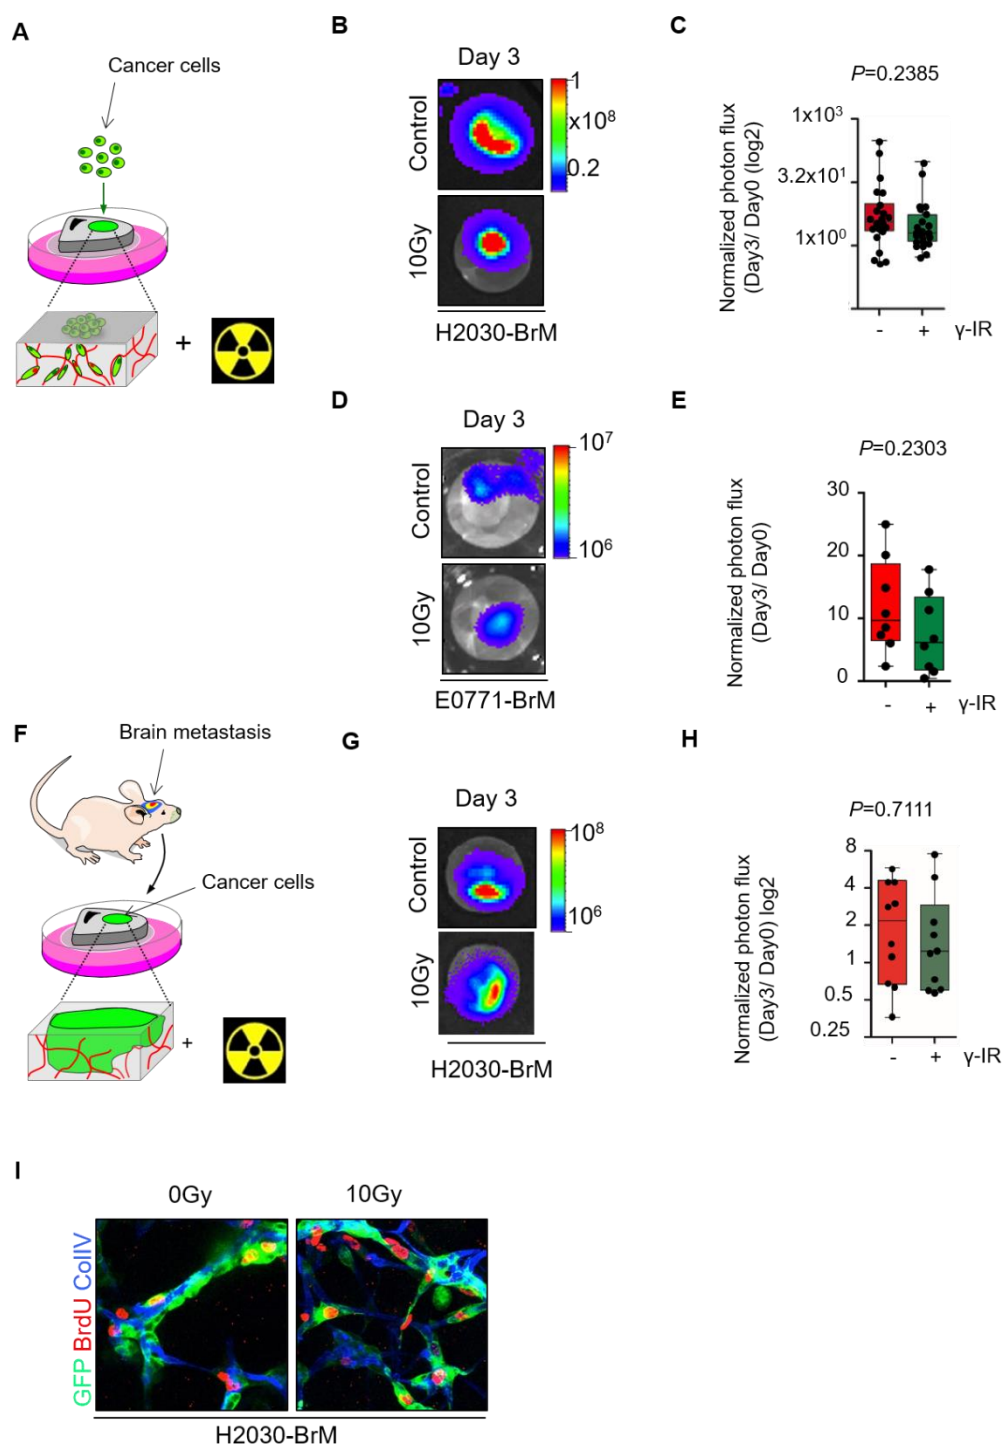 A
Cancer cells
+
B
Day 3
Control
10Gy
1
x10⁸
0.2
H2030-BrM
C
P=0.2385
Normalized photon flux
(Day3/ Day0) (log2)
1x10³
3.2x10¹
1x10⁰
- + γ-IR
D
Day 3
Control
10Gy
10⁷
10⁶
E0771-BrM
E
P=0.2303
Normalized photon flux
(Day3/ Day0)
30
20
10
0
- + γ-IR
F
Brain metastasis
Cancer cells
+
G
Day 3
Control
10Gy
10⁸
10⁶
H2030-BrM
H
P=0.7111
Normalized photon flux
(Day3/ Day0) log2
8
4
2
1
0.5
0.25
- + γ-IR
I
0Gy 10Gy
GFP BrdU CollV
H2030-BrM